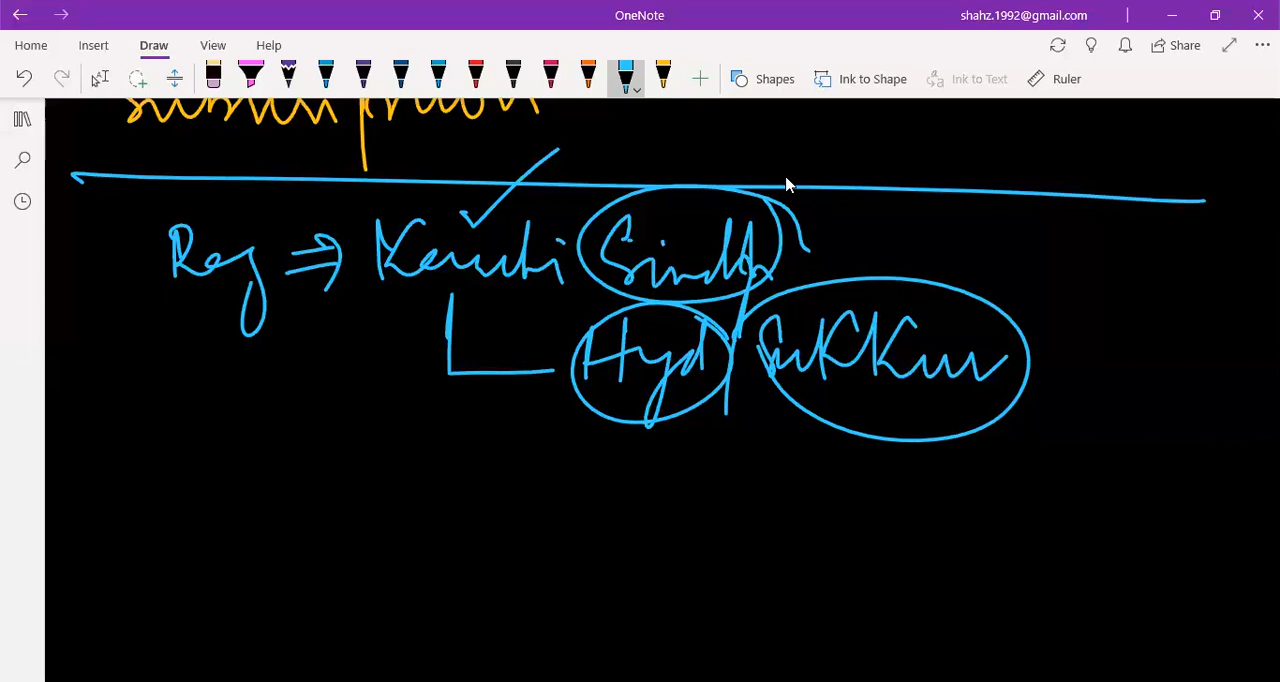 OneNote
shahz.1992@gmail.com
Home Insert Draw View Help
Share
Shapes Ink to Shape Ink to Text Ruler
subscription
Reg ⇒ Karachi Sindh
Hyd / SuKKur